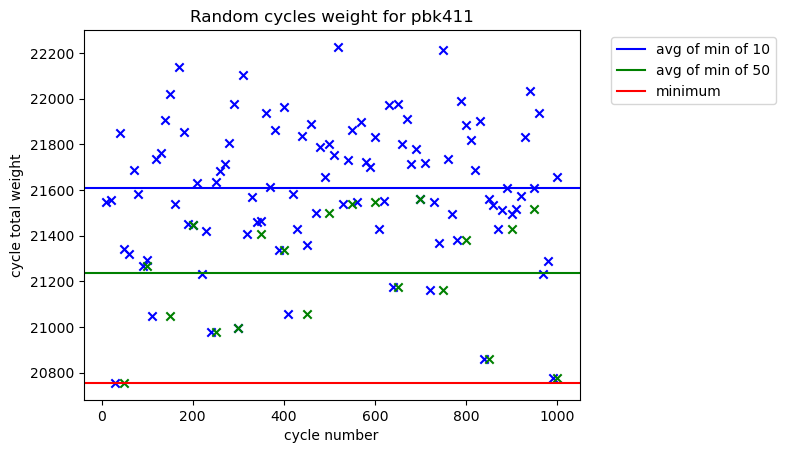 Random cycles weight for pbk411
22200
22000
21800
21600
21400
21200
21000
20800
cycle total weight
0 200 400 600 800 1000
cycle number
avg of min of 10
avg of min of 50
minimum